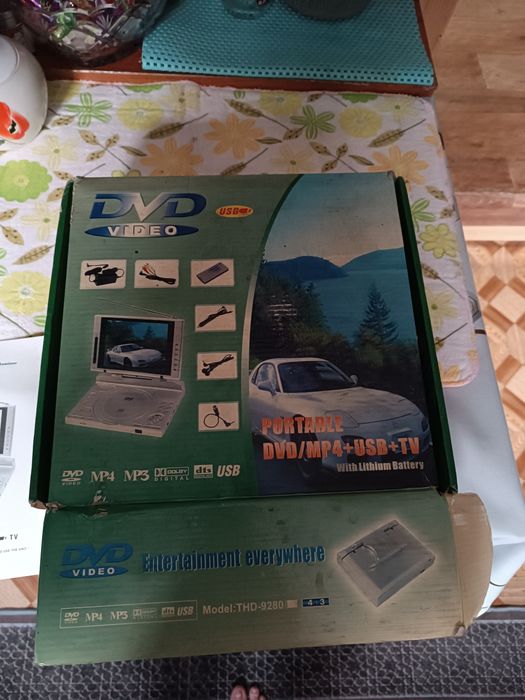 DVD
VIDEO
USB
PORTABLE
DVD/MP4+USB+TV
With Lithium Battery
DVD
VIDEO
MP4
MP3
DOLBY
DIGITAL
dts
USB
DVD
VIDEO
Entertainment everywhere
DVD
VIDEO
MP4
MP3
dts
USB
Model:THD-9280
4:3
TV